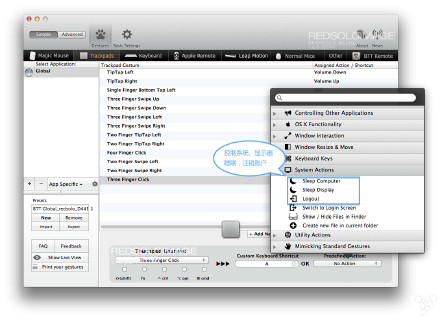 Simple Advanced
Gestures Basic Settings
REDSOLO MICE
About News
Magic Mouse Trackpads Keyboard Apple Remote Leap Motion Normal Mice Other BTT Remote
Select Application:
Global
Trackpad Gesture Assigned Action / Shortcut
TipTap Left Volume Down
TipTap Right Volume Up
Single Finger Bottom Tap Left
Three Finger Swipe Up
Three Finger Swipe Down
Three Finger Swipe Left
Three Finger Swipe Right
Two Finger TipTap Left
Two Finger TipTap Right
Four Finger Click
Two Finger Swipe Left
Two Finger Swipe Right
Three Finger Click
Controlling Other Applications
OS X Functionality
Window Interaction
Window Resize & Move
Keyboard Keys
System Actions
Sleep Computer
Sleep Display
Logout
Switch to Login Screen
Show / Hide Files in Finder
Create new file in current folder
Utility Actions
Mimicking Standard Gestures
控制系统，显示器
睡眠，注销账户
+ − App Specific
Presets:
New Remove
Import Export
FAQ Feedback
Show Live View
Print your gestures
+ Add New
Trackpad Gesture:
Three Finger Click
Custom Keyboard Shortcut
OR
Predefined Action:
No Action